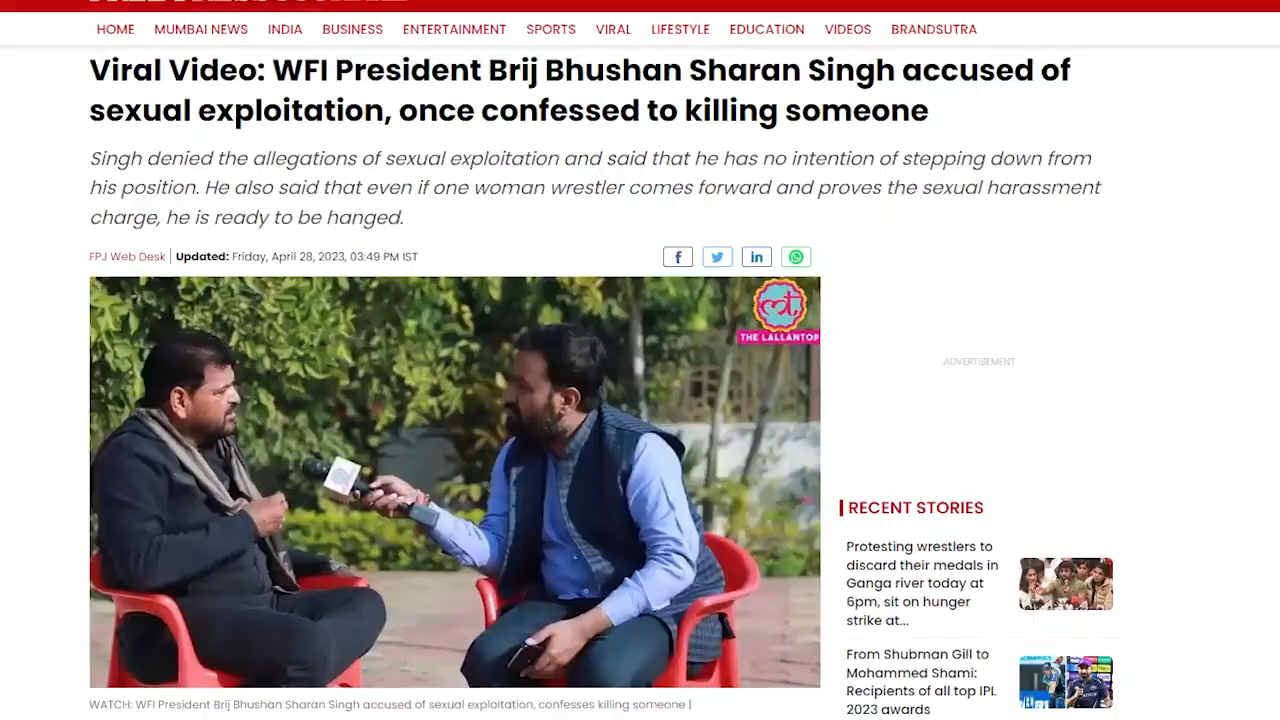 HOME MUMBAI NEWS INDIA BUSINESS ENTERTAINMENT SPORTS VIRAL LIFESTYLE EDUCATION VIDEOS BRANDSUTRA
Viral Video: WFI President Brij Bhushan Sharan Singh accused of
sexual exploitation, once confessed to killing someone
Singh denied the allegations of sexual exploitation and said that he has no intention of stepping down from
his position. He also said that even if one woman wrestler comes forward and proves the sexual harassment
charge, he is ready to be hanged.
FPJ Web Desk | Updated: Friday, April 28, 2023, 03:49 PM IST
THE LALLANTOP
WATCH: WFI President Brij Bhushan Sharan Singh accused of sexual exploitation, confesses killing someone |
ADVERTISEMENT
RECENT STORIES
Protesting wrestlers to
discard their medals in
Ganga river today at
6pm, sit on hunger
strike at...
From Shubman Gill to
Mohammed Shami:
Recipients of all top IPL
2023 awards